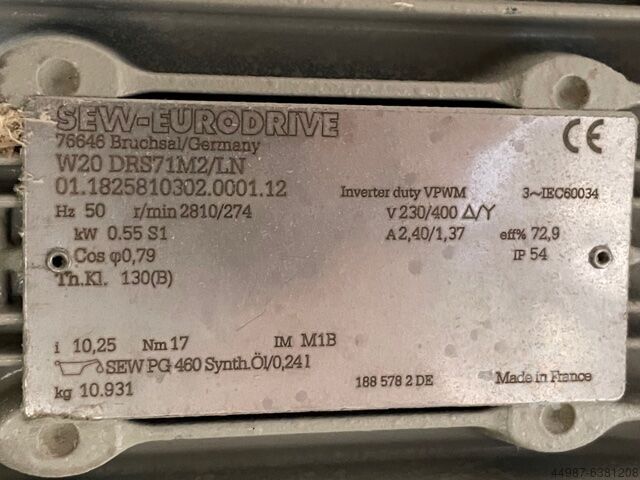 SEW-EURODRIVE
76646 Bruchsal/Germany
CE
W20 DRS71M2/LN
01.1825810302.0001.12 Inverter duty VPWM 3~IEC60034
Hz 50 r/min 2810/274 V 230/400 Δ/Y
kW 0.55 S1 A 2,40/1,37 eff% 72,9
Cos φ0,79 IP 54
Th.Kl. 130(B)
i 10,25 Nm 17 IM M1B
SEW PG 460 Synth.Öl/0,24 l
kg 10.931 188 578 2 DE Made in France
44987-6381208